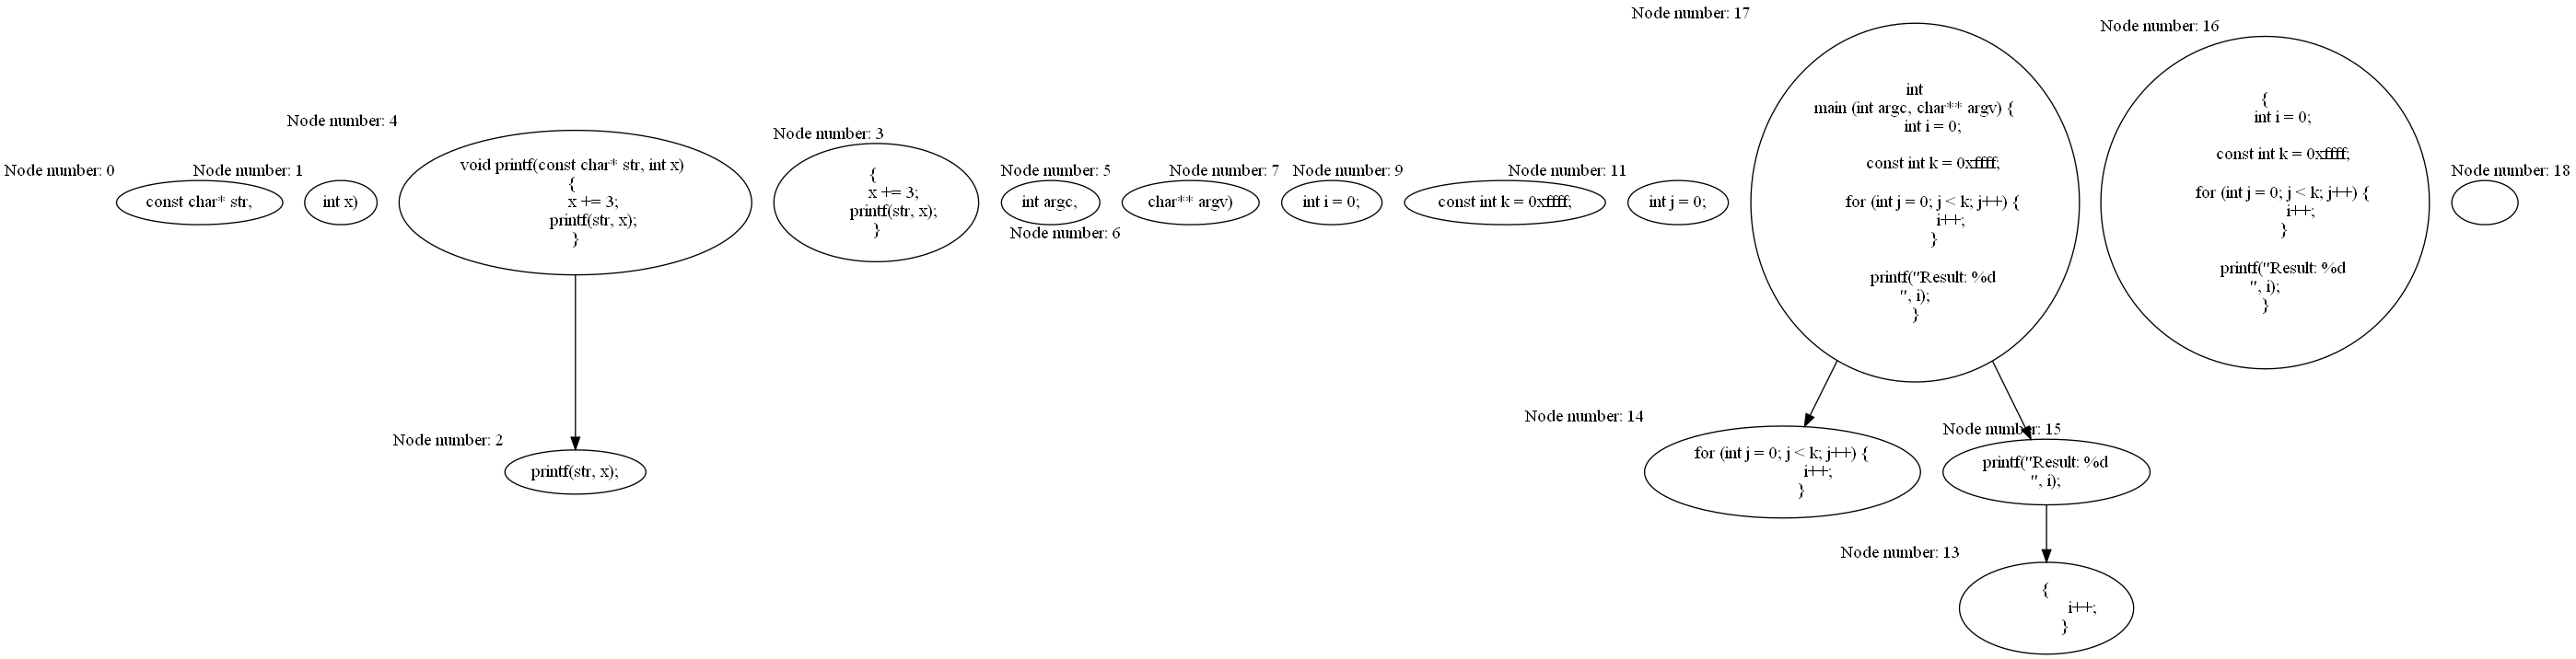 Node number: 0
const char* str,
Node number: 1
int x)
Node number: 4
void printf(const char* str, int x)
{
x += 3;
printf(str, x);
}
Node number: 2
printf(str, x);
Node number: 3
{
x += 3;
printf(str, x);
}
Node number: 5
int argc,
Node number: 6
char** argv)
Node number: 7
int i = 0;
Node number: 9
const int k = 0xffff;
Node number: 11
int j = 0;
Node number: 17
int
main (int argc, char** argv) {
int i = 0;
const int k = 0xffff;
for (int j = 0; j < k; j++) {
i++;
}
printf("Result: %d
", i);
}
Node number: 14
for (int j = 0; j < k; j++) {
i++;
}
Node number: 15
printf("Result: %d
", i);
Node number: 13
{
i++;
}
Node number: 16
{
int i = 0;
const int k = 0xffff;
for (int j = 0; j < k; j++) {
i++;
}
printf("Result: %d
", i);
}
Node number: 18